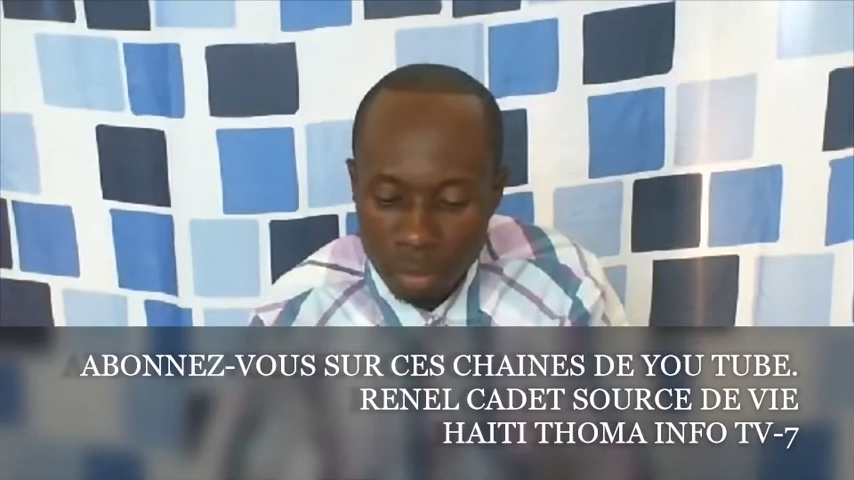 ABONNEZ-VOUS SUR CES CHAINES DE YOU TUBE.
RENEL CADET SOURCE DE VIE
HAITI THOMA INFO TV-7